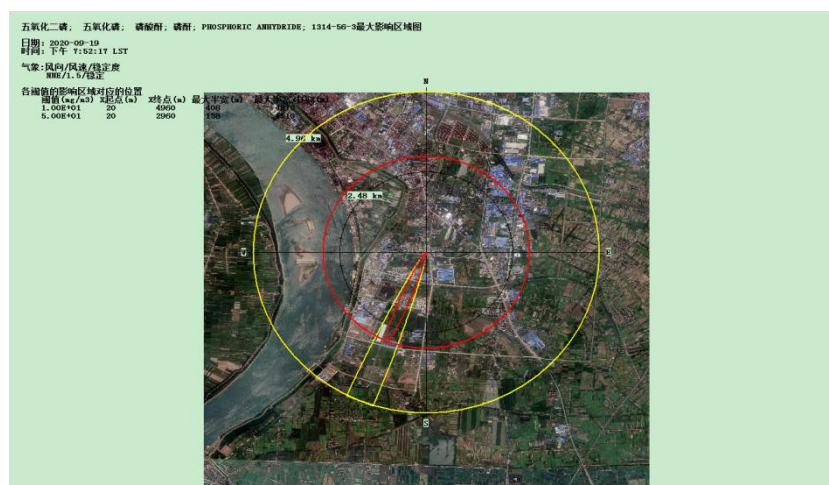 五氧化二磷; 五氧化磷; 磷酸酐; 磷酐; PHOSPHORIC ANHYDRIDE; 1314-56-3最大影响区域图
日期: 2020-09-19
时间: 下午 7:52:17 LST
气象:风向/风速/稳定度
NNE/1.5/稳定
各阈值的影响区域对应的位置
阈值(mg/m3) X起点(m) X终点(m) 最大半宽(m)
1.00E+01 20 4960 406
5.00E+01 20 2960 138
N
4.96 km
2.48 km
W
E
S